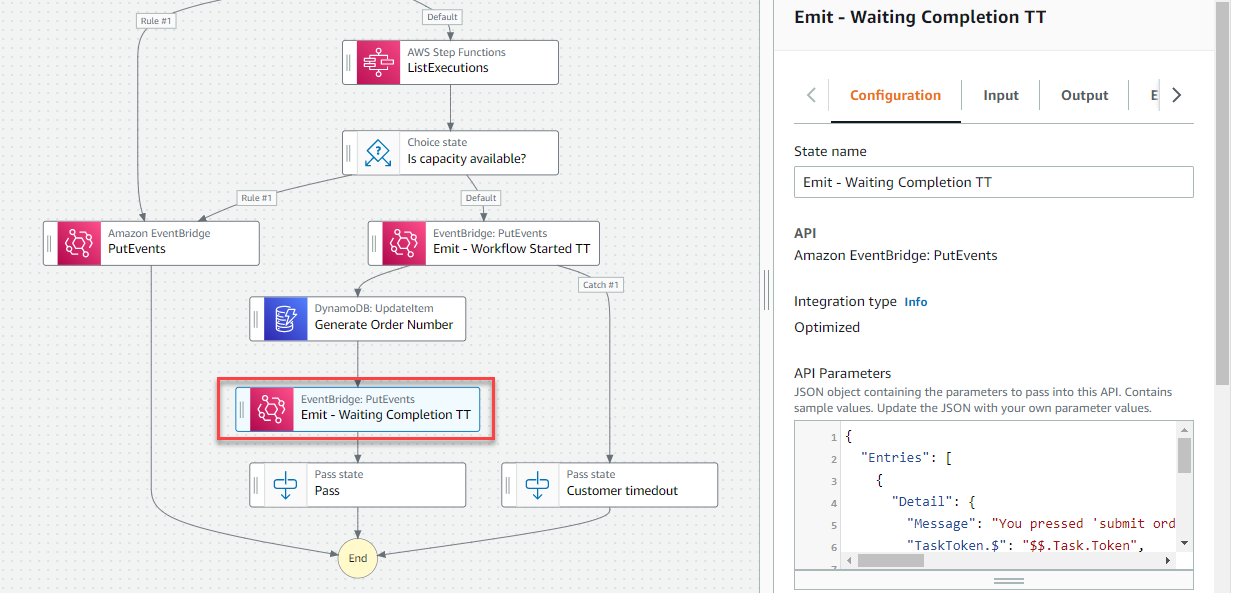 Rule #1
Default
AWS Step Functions
ListExecutions
Choice state
Is capacity available?
Rule #1
Default
Amazon EventBridge
PutEvents
EventBridge: PutEvents
Emit - Workflow Started TT
Catch #1
DynamoDB: UpdateItem
Generate Order Number
EventBridge: PutEvents
Emit - Waiting Completion TT
Pass state
Pass
Pass state
Customer timedout
End
Emit - Waiting Completion TT
Configuration
Input
Output
E
State name
Emit - Waiting Completion TT
API
Amazon EventBridge: PutEvents
Integration type Info
Optimized
API Parameters
JSON object containing the parameters to pass into this API. Contains
sample values. Update the JSON with your own parameter values.
1 {
2 "Entries": [
3 {
4 "Detail": {
5 "Message": "You pressed 'submit ord
6 "TaskToken.$": "$$.Task.Token",